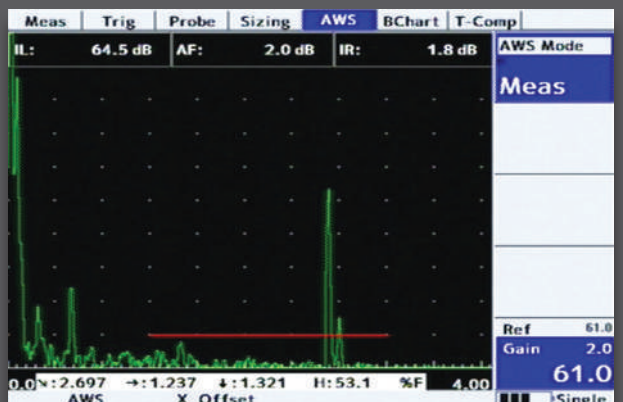 Meas Trig Probe Sizing AWS BChart T-Comp
IL: 64.5 dB AF: 2.0 dB IR: 1.8 dB
AWS Mode
Meas
Ref 61.0
Gain 2.0
61.0
0.0 ↘:2.697 →:1.237 ↓:1.321 H:53.1 %F 4.00
AWS X Offset Single